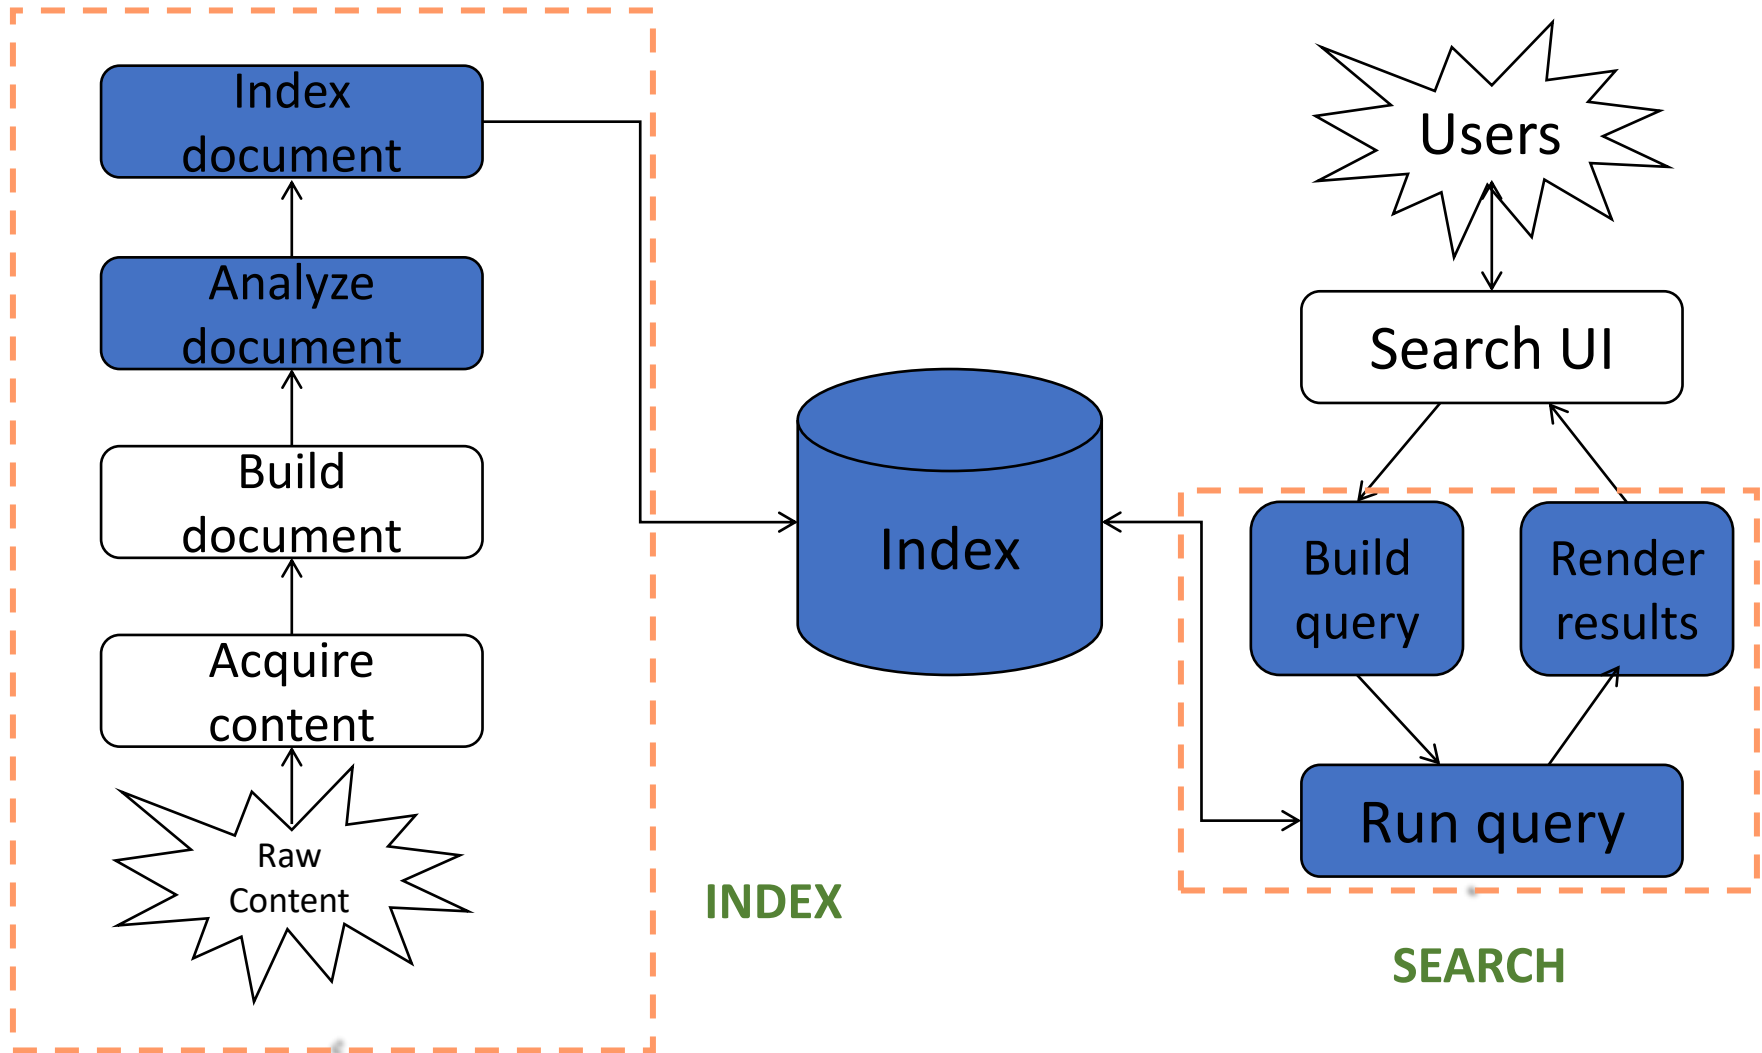 Index
document
Analyze
document
Build
document
Acquire
content
Raw
Content
INDEX
Index
Users
Search UI
Build
query
Render
results
Run query
SEARCH